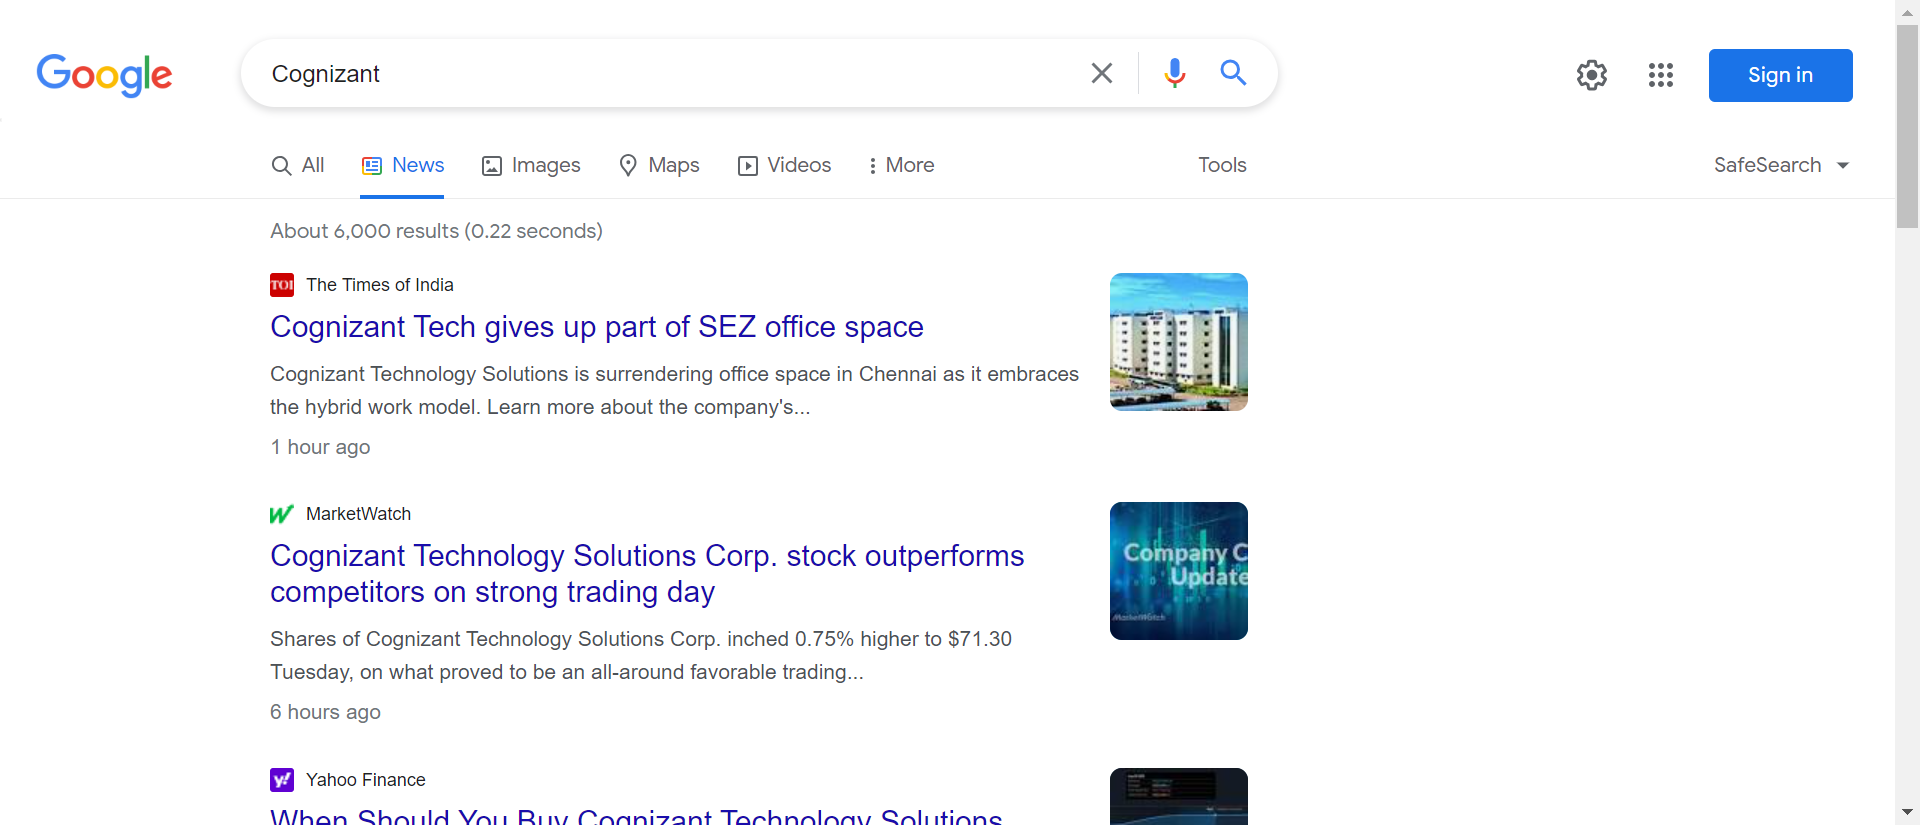 Google
Cognizant
Sign in
All
News
Images
Maps
Videos
More
Tools
SafeSearch
About 6,000 results (0.22 seconds)
TOI
The Times of India
Cognizant Tech gives up part of SEZ office space
Cognizant Technology Solutions is surrendering office space in Chennai as it embraces
the hybrid work model. Learn more about the company's...
1 hour ago
MarketWatch
Cognizant Technology Solutions Corp. stock outperforms
competitors on strong trading day
Shares of Cognizant Technology Solutions Corp. inched 0.75% higher to $71.30
Tuesday, on what proved to be an all-around favorable trading...
6 hours ago
Company C
Update
MarketWatch
y!
Yahoo Finance
When Should You Buy Cognizant Technology Solutions